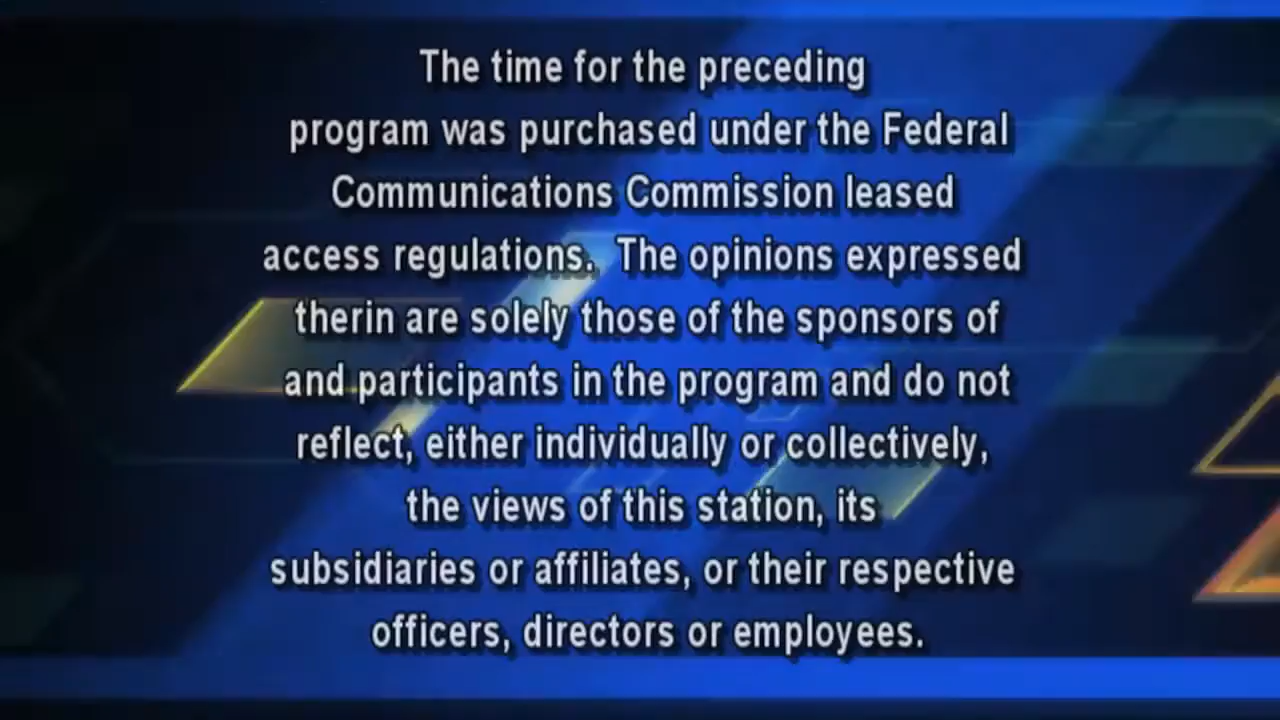 The time for the preceding
program was purchased under the Federal
Communications Commission leased
access regulations.  The opinions expressed
therin are solely those of the sponsors of
and participants in the program and do not
reflect, either individually or collectively,
the views of this station, its
subsidiaries or affiliates, or their respective
officers, directors or employees.